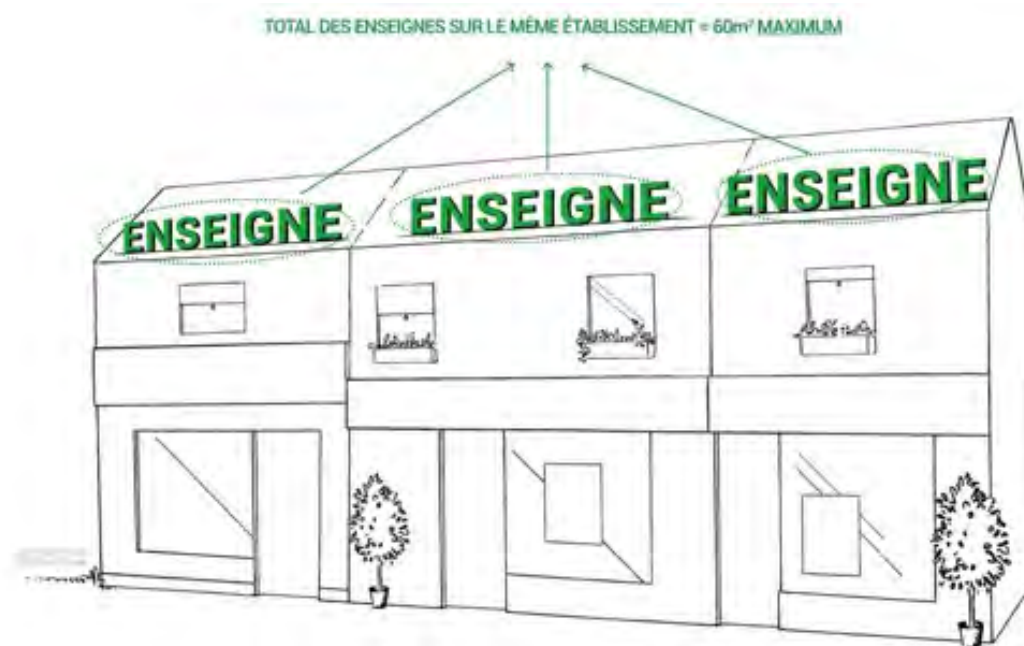 TOTAL DES ENSEIGNES SUR LE MÊME ÉTABLISSEMENT = 60m² MAXIMUM
ENSEIGNE ENSEIGNE ENSEIGNE